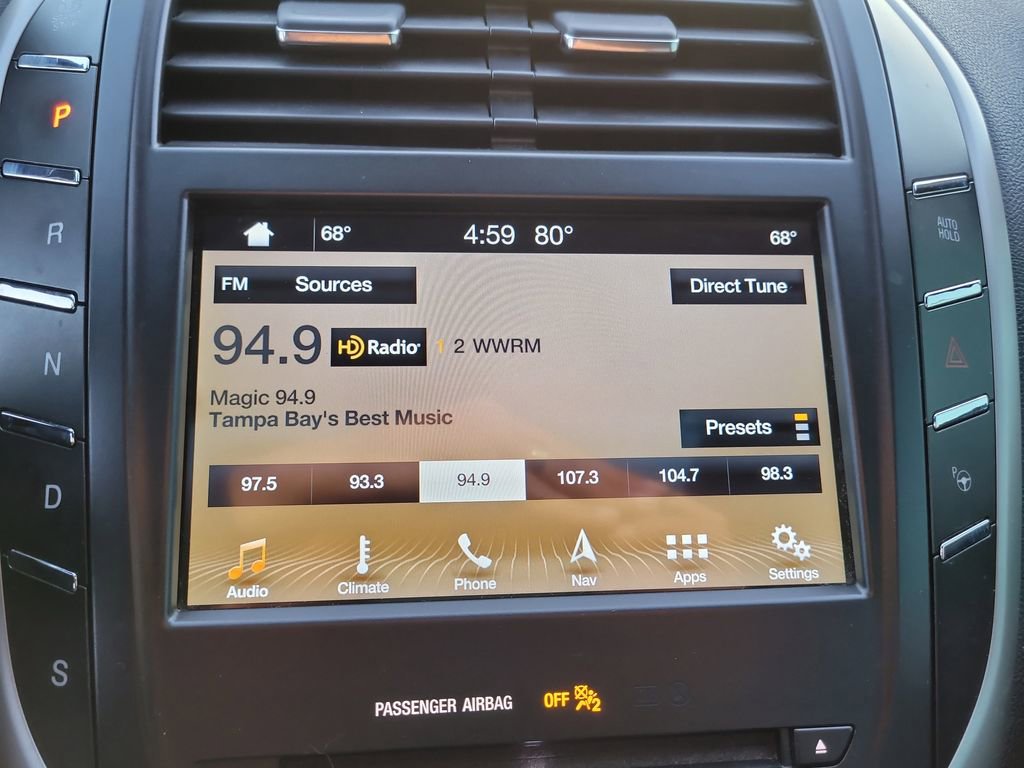 P
R
N
D
S
68° 4:59 80° 68°
FM Sources Direct Tune
94.9 HD Radio 1 2 WWRM
Magic 94.9
Tampa Bay's Best Music
Presets
97.5 93.3 94.9 107.3 104.7 98.3
Audio Climate Phone Nav Apps Settings
PASSENGER AIRBAG OFF 2
AUTO
HOLD
P